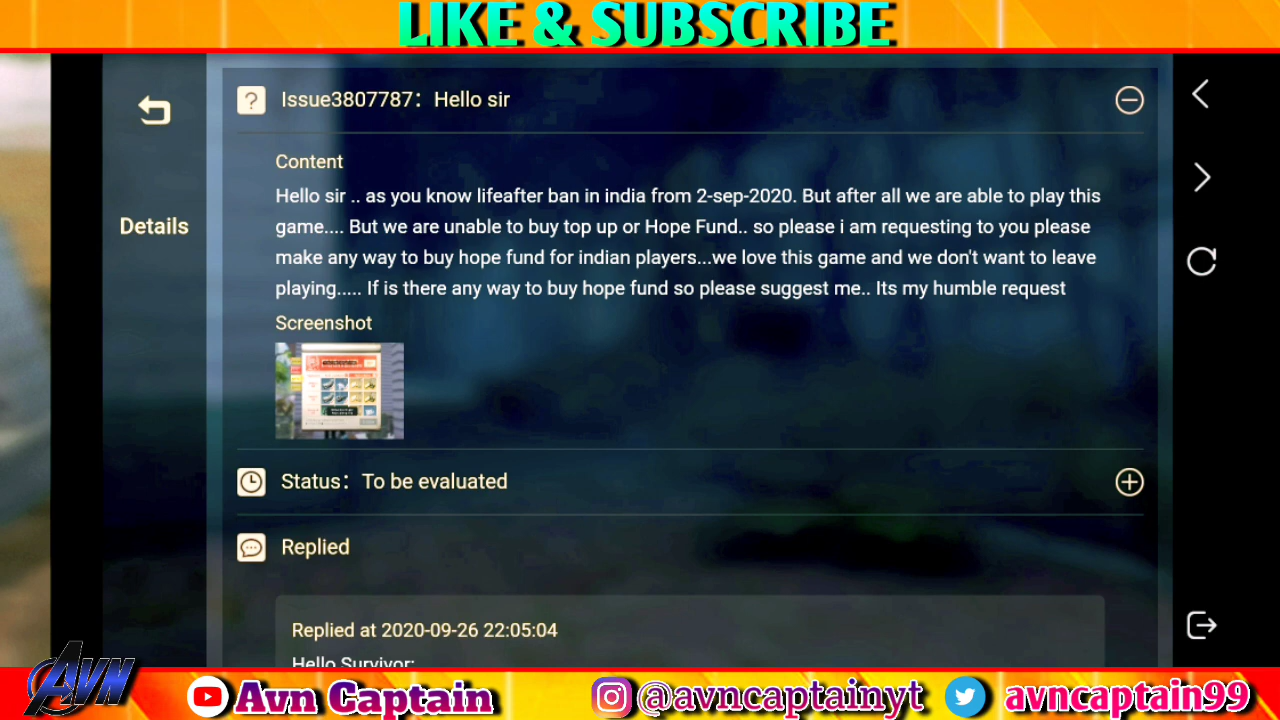 LIKE & SUBSCRIBE
Issue3807787: Hello sir
Content
Hello sir .. as you know lifeafter ban in india from 2-sep-2020. But after all we are able to play this
game.... But we are unable to buy top up or Hope Fund.. so please i am requesting to you please
make any way to buy hope fund for indian players...we love this game and we don't want to leave
playing..... If is there any way to buy hope fund so please suggest me.. Its my humble request
Details
Screenshot
Status: To be evaluated
Replied
Replied at 2020-09-26 22:05:04
Hello Survivor:
AVN
Avn Captain
@avncaptainyt
avncaptain99